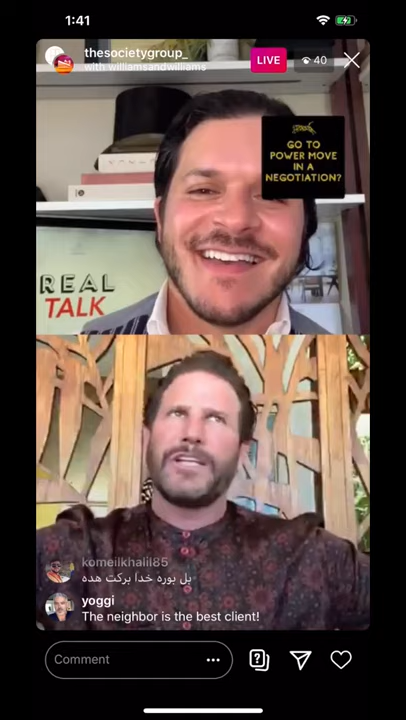 1:41
thesocietygroup_
with williamsandwilliams
LIVE
40
GO TO
POWER MOVE
IN A
NEGOTIATION?
REAL
TALK
komeilkhalil85
بل بوره خدا برکت هده
yoggi
The neighbor is the best client!
Comment